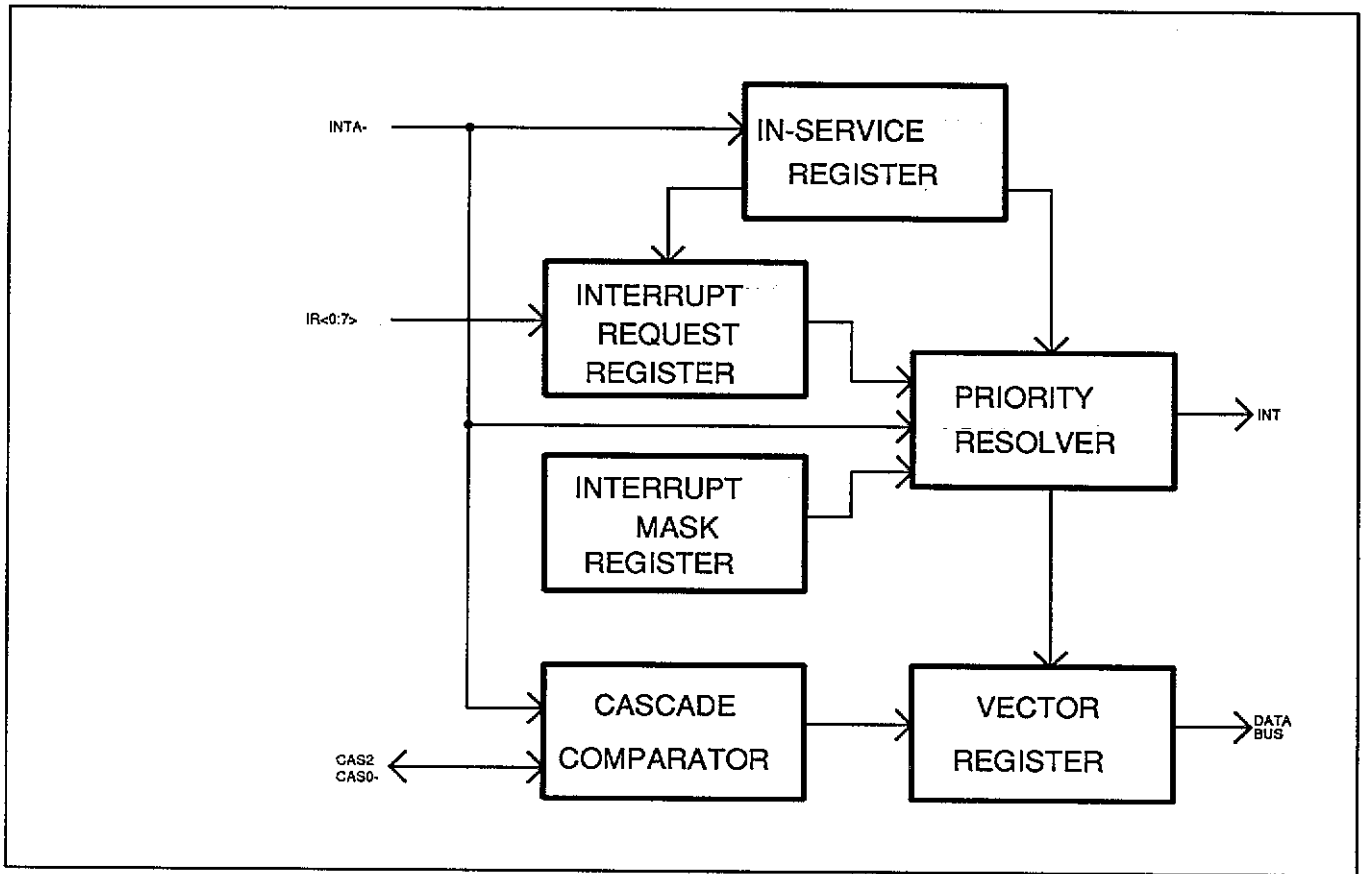 INTA-
IN-SERVICE
REGISTER
IR<0:7>
INTERRUPT
REQUEST
REGISTER
PRIORITY
RESOLVER
INT
INTERRUPT
MASK
REGISTER
CASCADE
COMPARATOR
CAS2
CAS0-
VECTOR
REGISTER
DATA
BUS